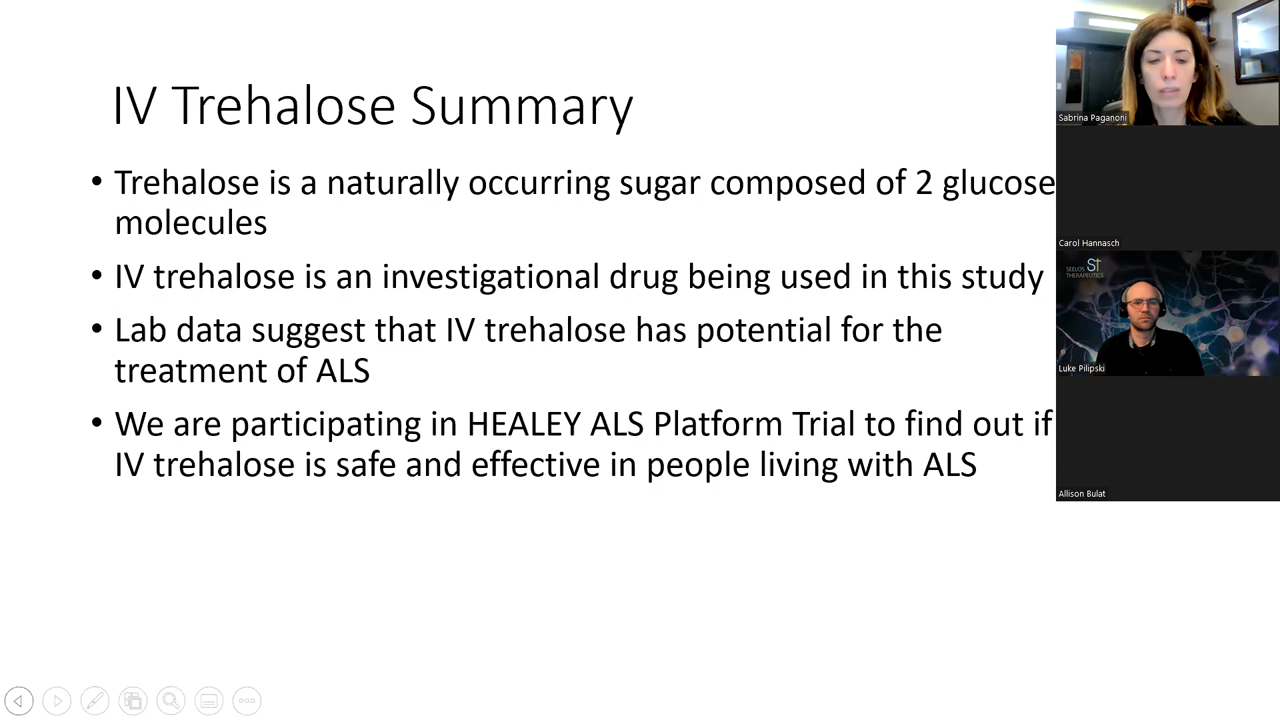 IV Trehalose Summary
• Trehalose is a naturally occurring sugar composed of 2 glucose
molecules
• IV trehalose is an investigational drug being used in this study
• Lab data suggest that IV trehalose has potential for the
treatment of ALS
• We are participating in HEALEY ALS Platform Trial to find out if
IV trehalose is safe and effective in people living with ALS
Sabrina Paganoni
Carol Hannasch
SEELOS
THERAPEUTICS
ST
Luke Pilipski
Allison Bulat